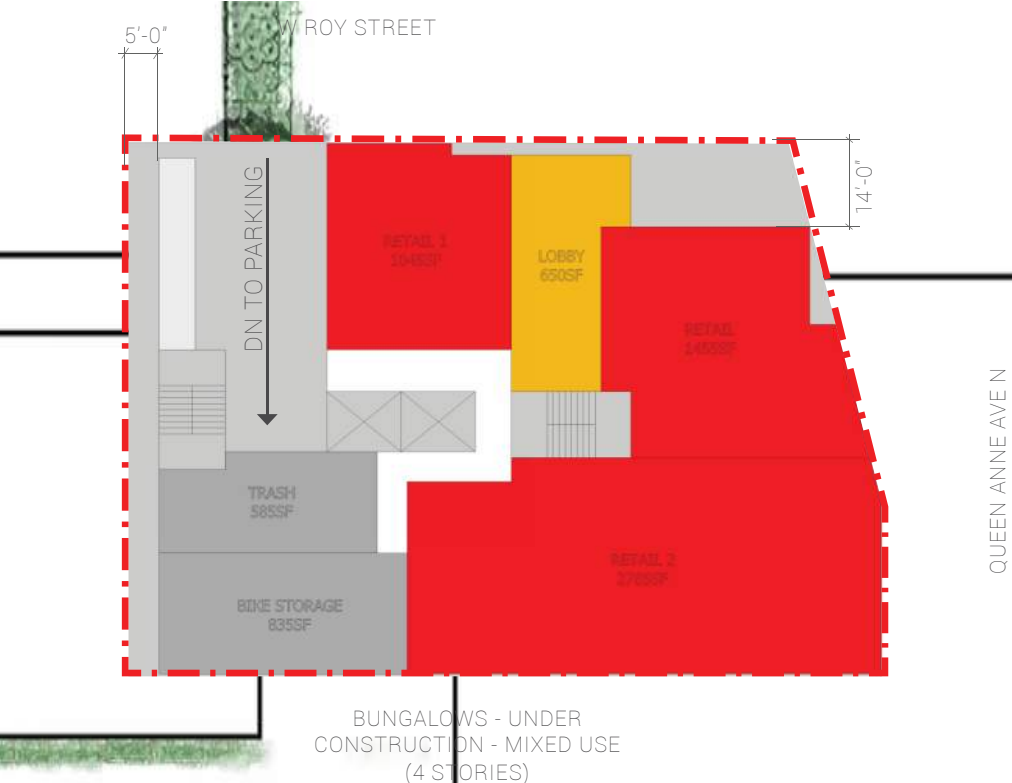 W ROY STREET
5'-0"
14'-0"
DN TO PARKING
RETAIL 1
1045SF
LOBBY
650SF
RETAIL
1455SF
QUEEN ANNE AVE N
TRASH
585SF
RETAIL 2
2785SF
BIKE STORAGE
835SF
BUNGALOWS - UNDER
CONSTRUCTION - MIXED USE
(4 STORIES)